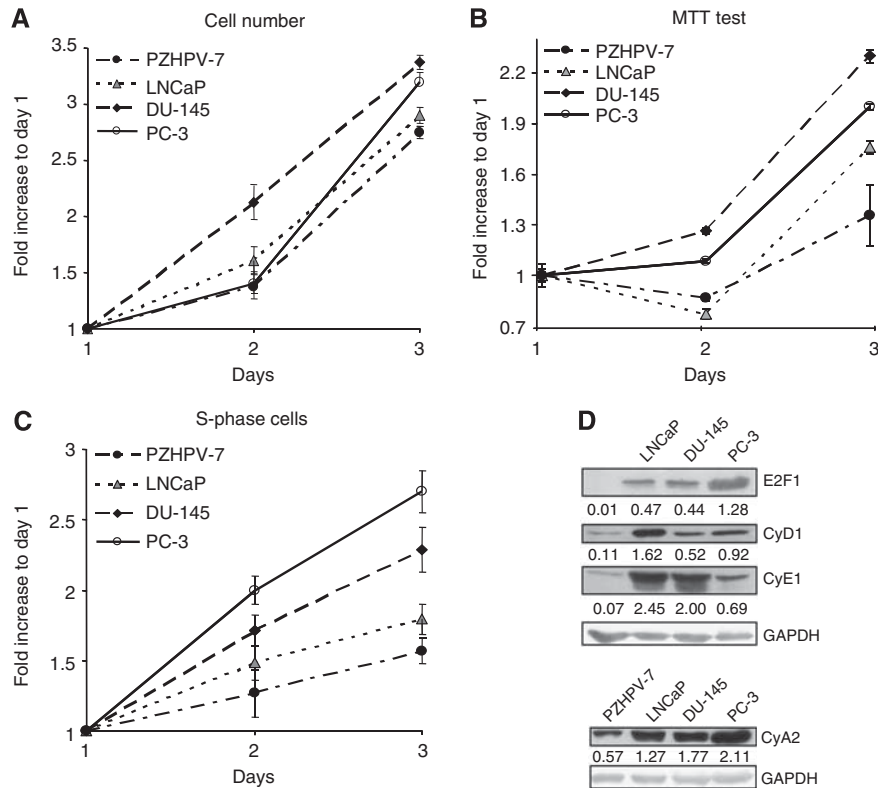 A
Cell number
3.5
3
2.5
2
1.5
1
Fold increase to day 1
PZHPV-7
LNCaP
DU-145
PC-3
1
2
3
Days
B
MTT test
2.2
1.9
1.6
1.3
1
0.7
Fold increase to day 1
PZHPV-7
LNCaP
DU-145
PC-3
1
2
3
Days
C
S-phase cells
3
2.5
2
1.5
1
Fold increase to day 1
PZHPV-7
LNCaP
DU-145
PC-3
1
2
3
Days
D
LNCaP
DU-145
PC-3
E2F1
0.01 0.47 0.44 1.28
CyD1
0.11 1.62 0.52 0.92
CyE1
0.07 2.45 2.00 0.69
GAPDH
PZHPV-7
LNCaP
DU-145
PC-3
CyA2
0.57 1.27 1.77 2.11
GAPDH